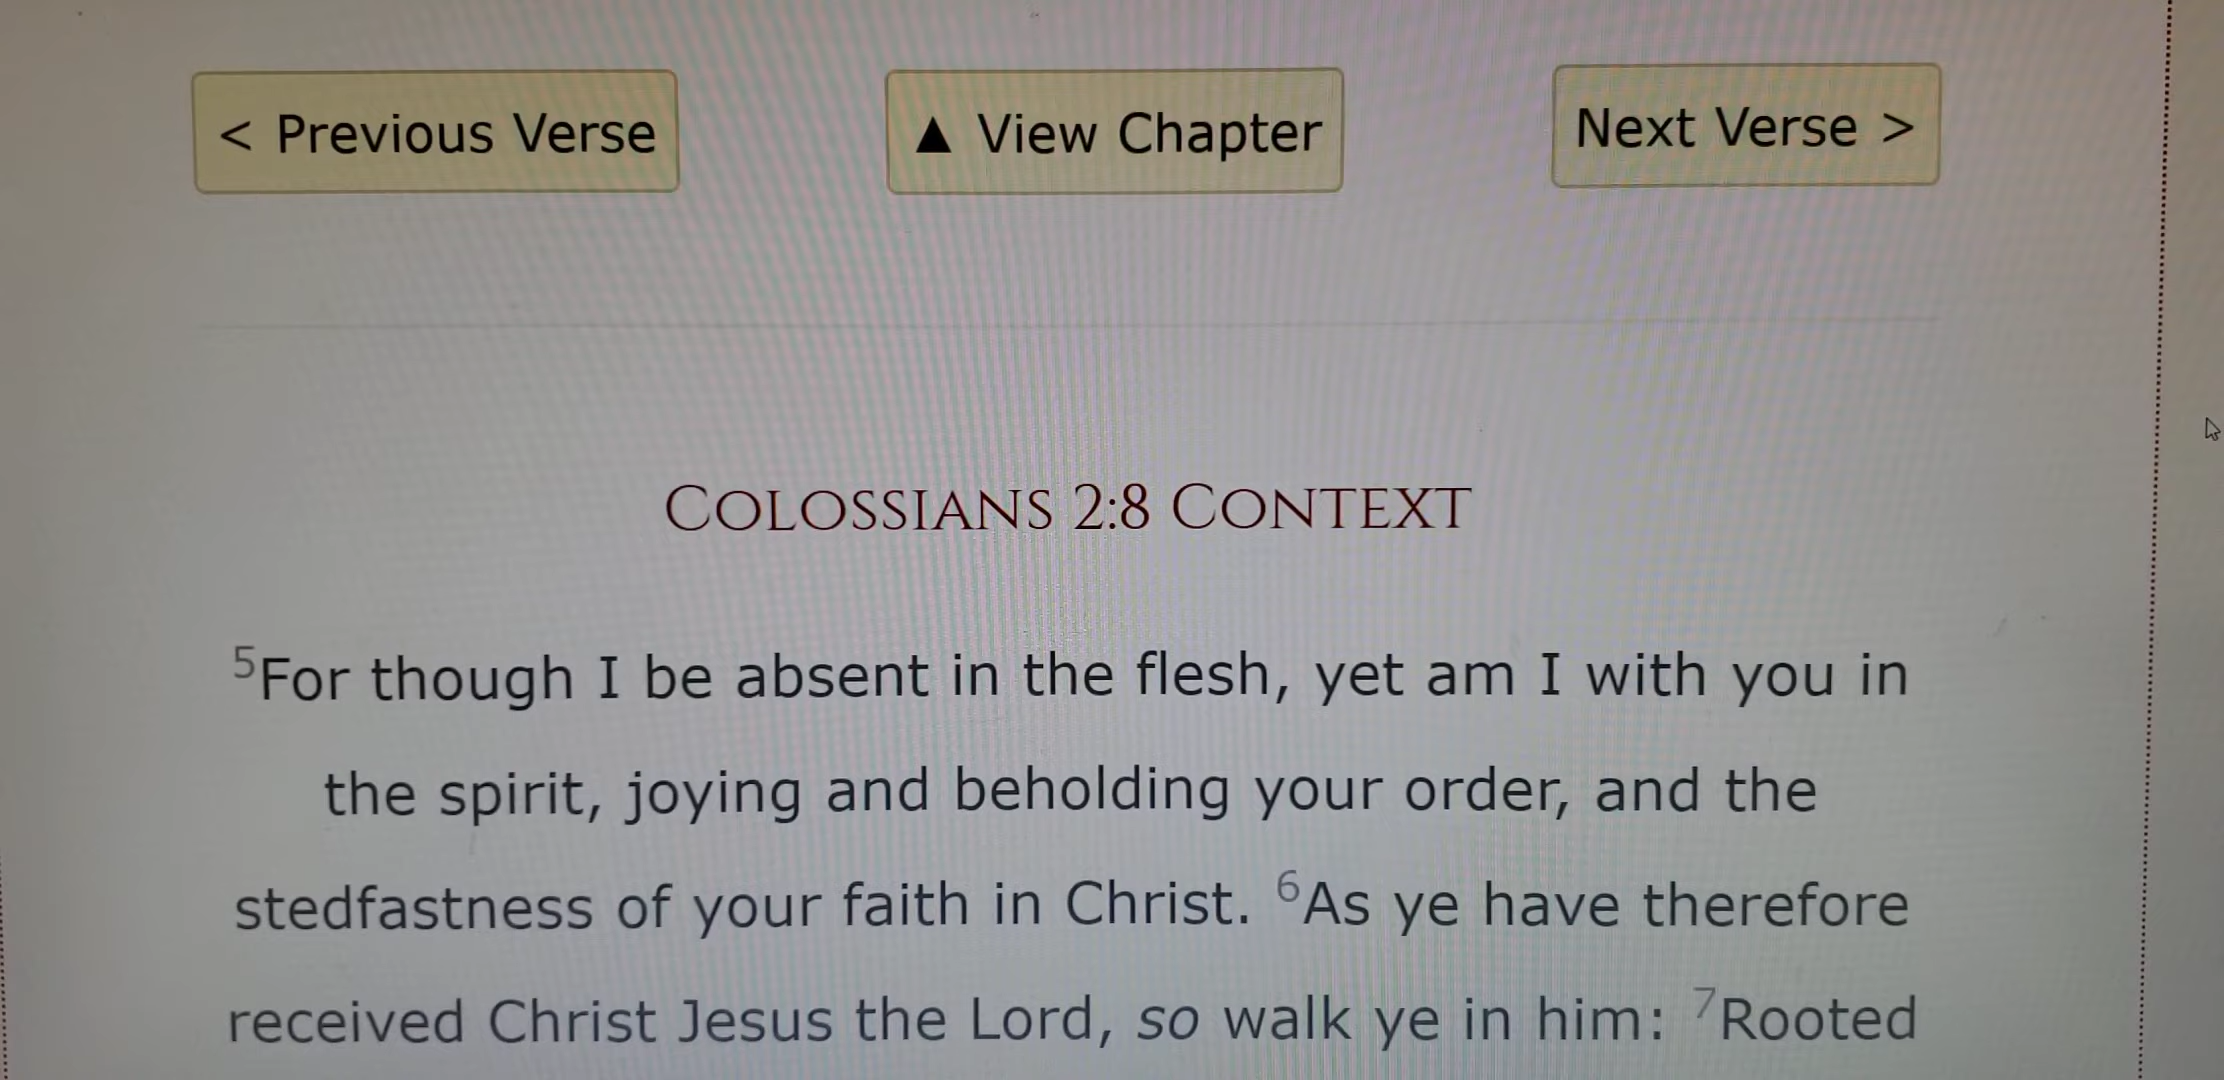 < Previous Verse
▲ View Chapter
Next Verse >
COLOSSIANS 2:8 CONTEXT
5For though I be absent in the flesh, yet am I with you in
the spirit, joying and beholding your order, and the
stedfastness of your faith in Christ. 6As ye have therefore
received Christ Jesus the Lord, so walk ye in him: 7Rooted